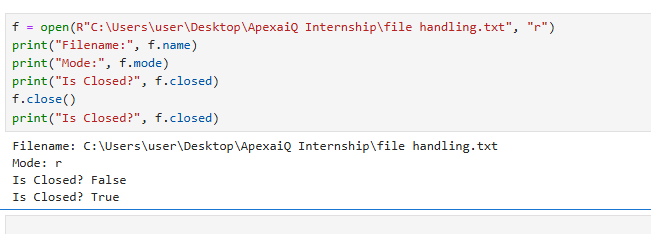 f = open(R"C:\Users\user\Desktop\ApexaiQ Internship\file handling.txt", "r")
print("Filename:", f.name)
print("Mode:", f.mode)
print("Is Closed?", f.closed)
f.close()
print("Is Closed?", f.closed)
Filename: C:\Users\user\Desktop\ApexaiQ Internship\file handling.txt
Mode: r
Is Closed? False
Is Closed? True